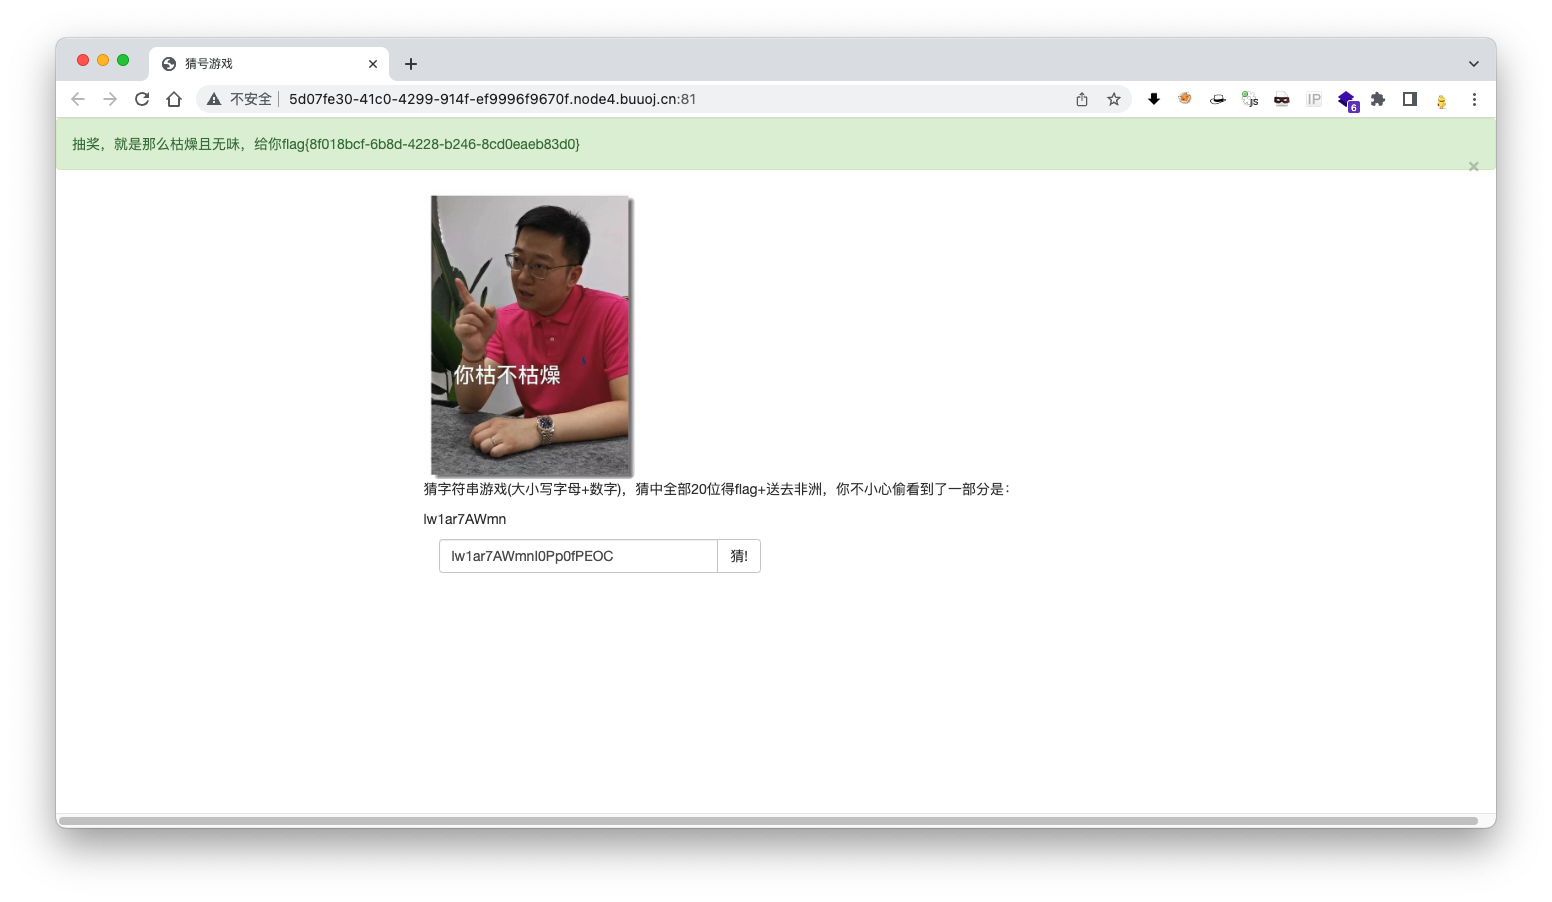 猜号游戏
不安全 5d07fe30-41c0-4299-914f-ef9996f9670f.node4.buuoj.cn:81
js
IP
6
抽奖，就是那么枯燥且无味，给你flag{8f018bcf-6b8d-4228-b246-8cd0eaeb83d0}
×
你枯不枯燥
猜字符串游戏(大小写字母+数字)，猜中全部20位得flag+送去非洲，你不小心偷看到了一部分是：
lw1ar7AWmn
lw1ar7AWmnI0Pp0fPEOC 猜!